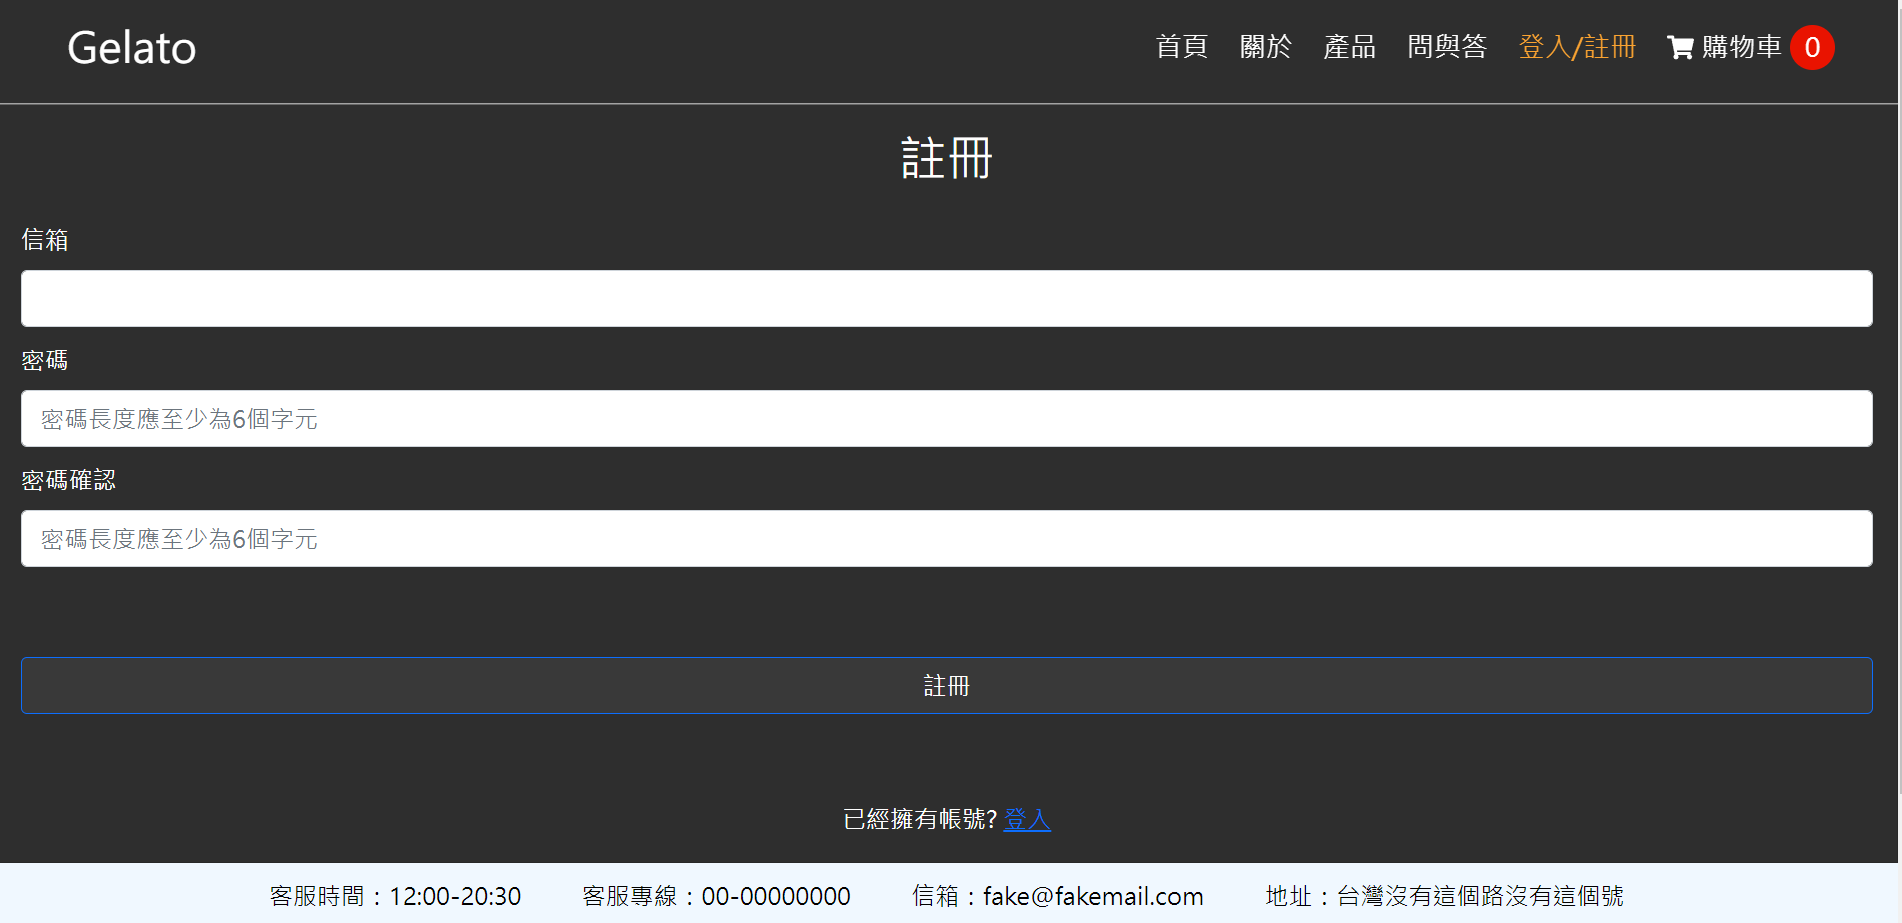 Gelato 首頁 關於 產品 問與答 登入/註冊 購物車 0
註冊
信箱
密碼
密碼長度應至少為6個字元
密碼確認
密碼長度應至少為6個字元
註冊
已經擁有帳號? 登入
客服時間：12:00-20:30 客服專線：00-00000000 信箱：fake@fakemail.com 地址：台灣沒有這個路沒有這個號